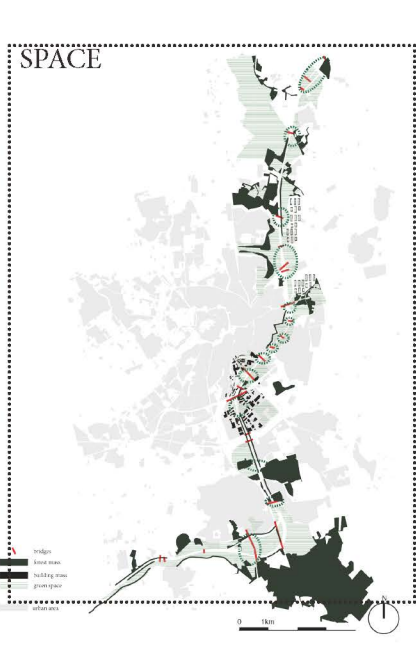 SPACE
bridges
forest mass
building mass
green space
urban area
N
0 1km